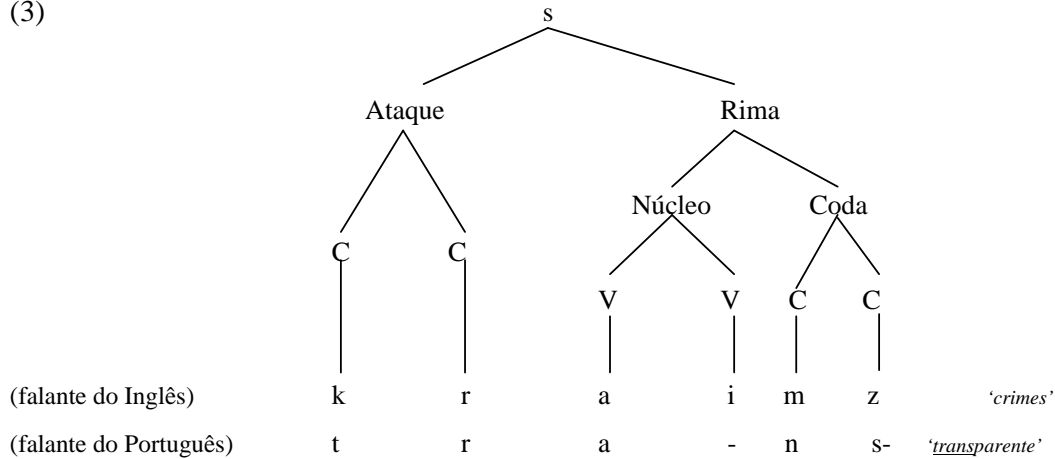 (3)
s
Ataque Rima
Núcleo Coda
C C
V V C C
(falante do Inglês) k r a i m z ‘crimes’
(falante do Português) t r a - n s- ‘transparente’